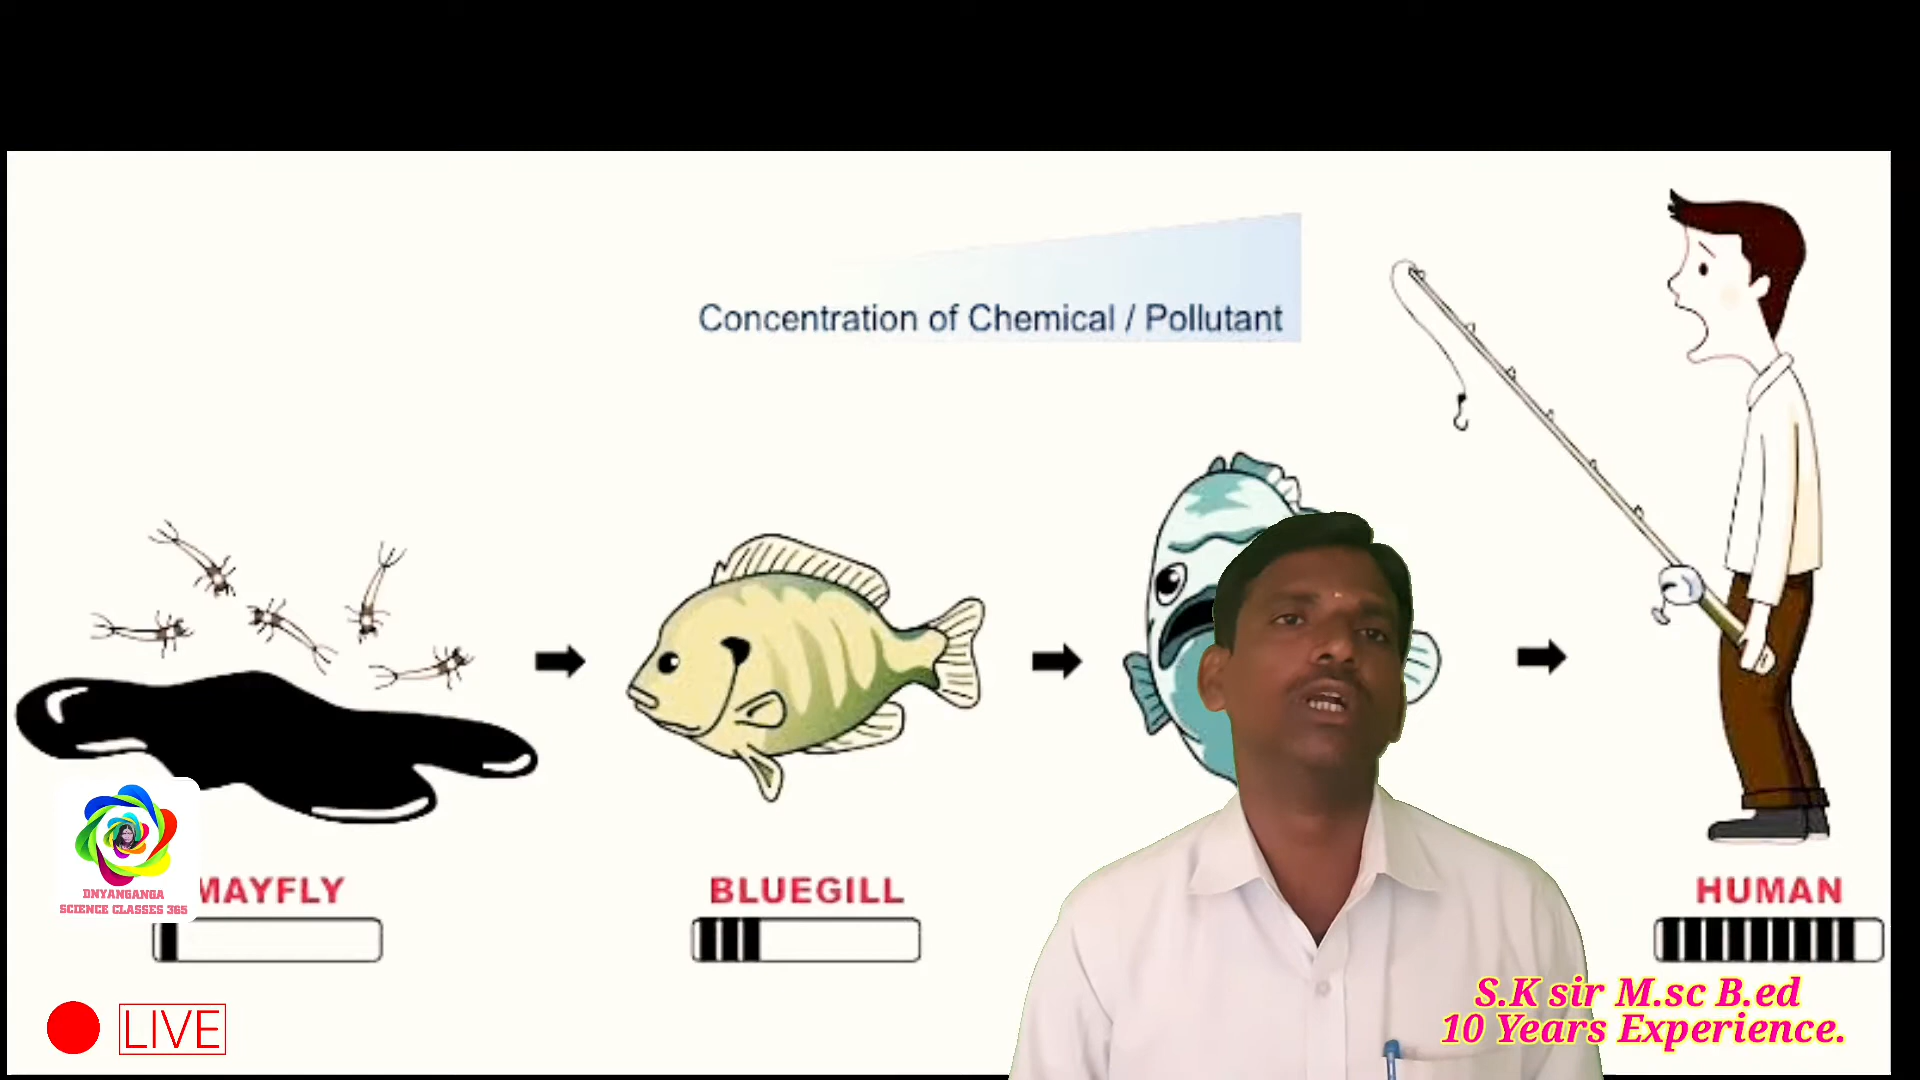 Concentration of Chemical / Pollutant
MAYFLY
BLUEGILL
HUMAN
DNYANGANGA
SCIENCE CLASSES 365
LIVE
S.K sir M.sc B.ed
10 Years Experience.